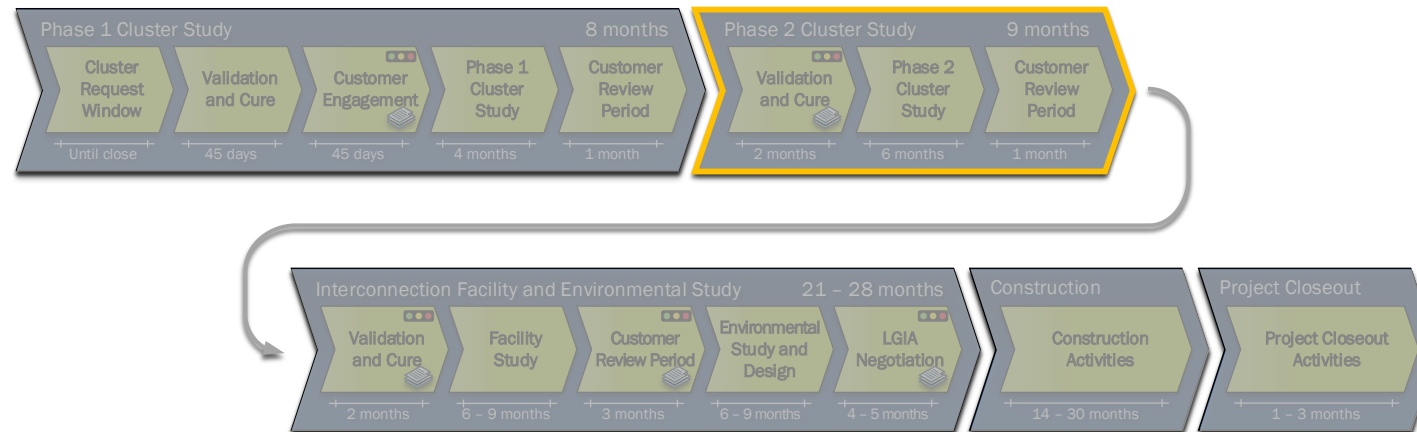 Phase 1 Cluster Study 8 months
Cluster
Request
Window
Validation
and Cure
Customer
Engagement
Phase 1
Cluster
Study
Customer
Review
Period
Until close
45 days
45 days
4 months
1 month
Phase 2 Cluster Study 9 months
Validation
and Cure
Phase 2
Cluster
Study
Customer
Review
Period
2 months
6 months
1 month
Interconnection Facility and Environmental Study 21 – 28 months
Validation
and Cure
Facility
Study
Customer
Review Period
Environmental
Study and
Design
LGIA
Negotiation
2 months
6 – 9 months
3 months
6 – 9 months
4 – 5 months
Construction
Construction
Activities
14 – 30 months
Project Closeout
Project Closeout
Activities
1 – 3 months